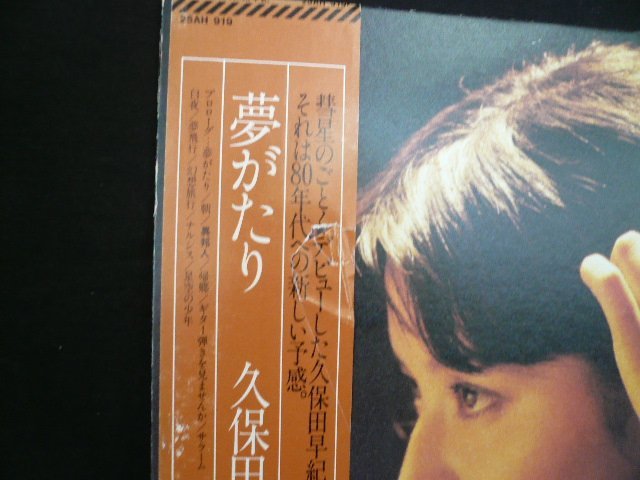 25AH 919
彗星のごとくデビューした久保田早紀
それは80年代への新しい予感。
夢がたり 久保田
プロローグ…夢がたり／朝／異邦人／帰郷／ギター弾きを見ませんか／サラーム
白夜／夢飛行／幻想旅行／ナルシス／星空の少年